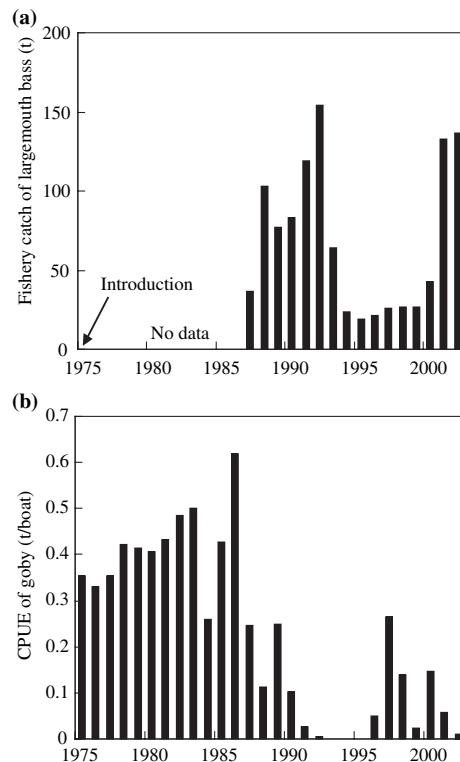 (a)
Fishery catch of largemouth bass (t)
200
150
100
50
0
Introduction
No data
1975 1980 1985 1990 1995 2000
(b)
CPUE of goby (t/boat)
0.7
0.6
0.5
0.4
0.3
0.2
0.1
0
1975 1980 1985 1990 1995 2000